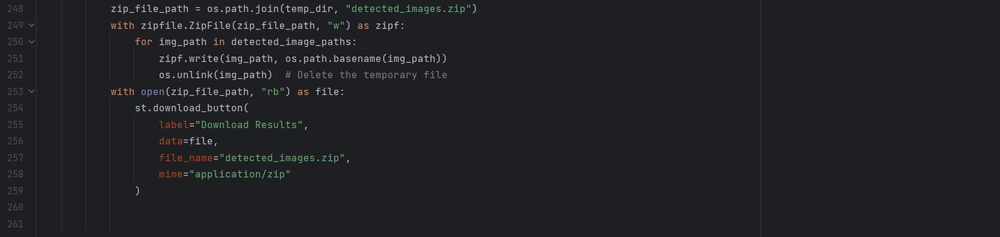 248 zip_file_path = os.path.join(temp_dir, "detected_images.zip")
249 with zipfile.ZipFile(zip_file_path, "w") as zipf:
250 for img_path in detected_image_paths:
251 zipf.write(img_path, os.path.basename(img_path))
252 os.unlink(img_path)  # Delete the temporary file
253 with open(zip_file_path, "rb") as file:
254 st.download_button(
255 label="Download Results",
256 data=file,
257 file_name="detected_images.zip",
258 mime="application/zip"
259 )
260
261